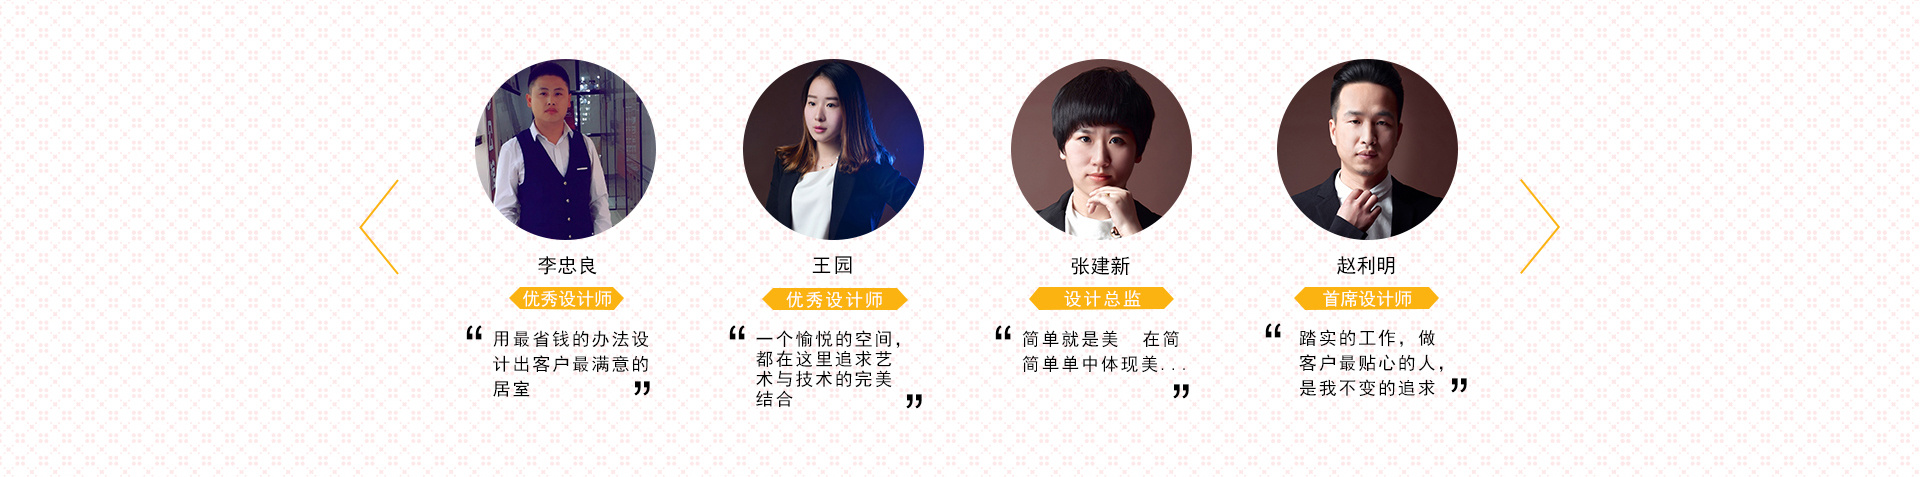 李忠良
优秀设计师
“用最省钱的办法设
计出客户最满意的
居室”
王园
优秀设计师
“一个愉悦的空间，
都在这里追求艺
术与技术的完美
结合”
张建新
设计总监
“简单就是美 在简
简单单中体现美...”
赵利明
首席设计师
“踏实的工作，做
客户最贴心的人，
是我不变的追求”